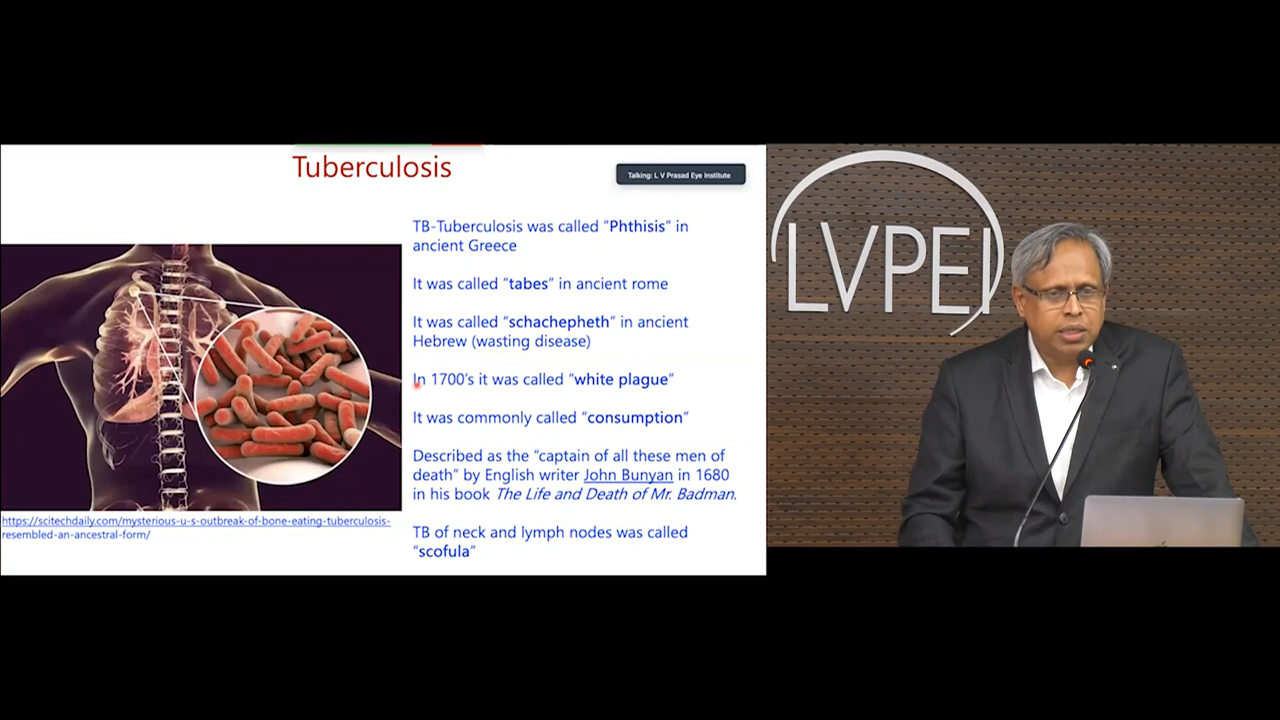 Tuberculosis
Talking: L V Prasad Eye Institute
TB-Tuberculosis was called “Phthisis” in
ancient Greece
It was called “tabes” in ancient rome
It was called “schachepheth” in ancient
Hebrew (wasting disease)
In 1700’s it was called “white plague”
It was commonly called “consumption”
Described as the “captain of all these men of
death” by English writer John Bunyan in 1680
in his book The Life and Death of Mr. Badman.
TB of neck and lymph nodes was called
“scofula”
https://scitechdaily.com/mysterious-u-s-outbreak-of-bone-eating-tuberculosis-
resembled-an-ancestral-form/
LVPEI